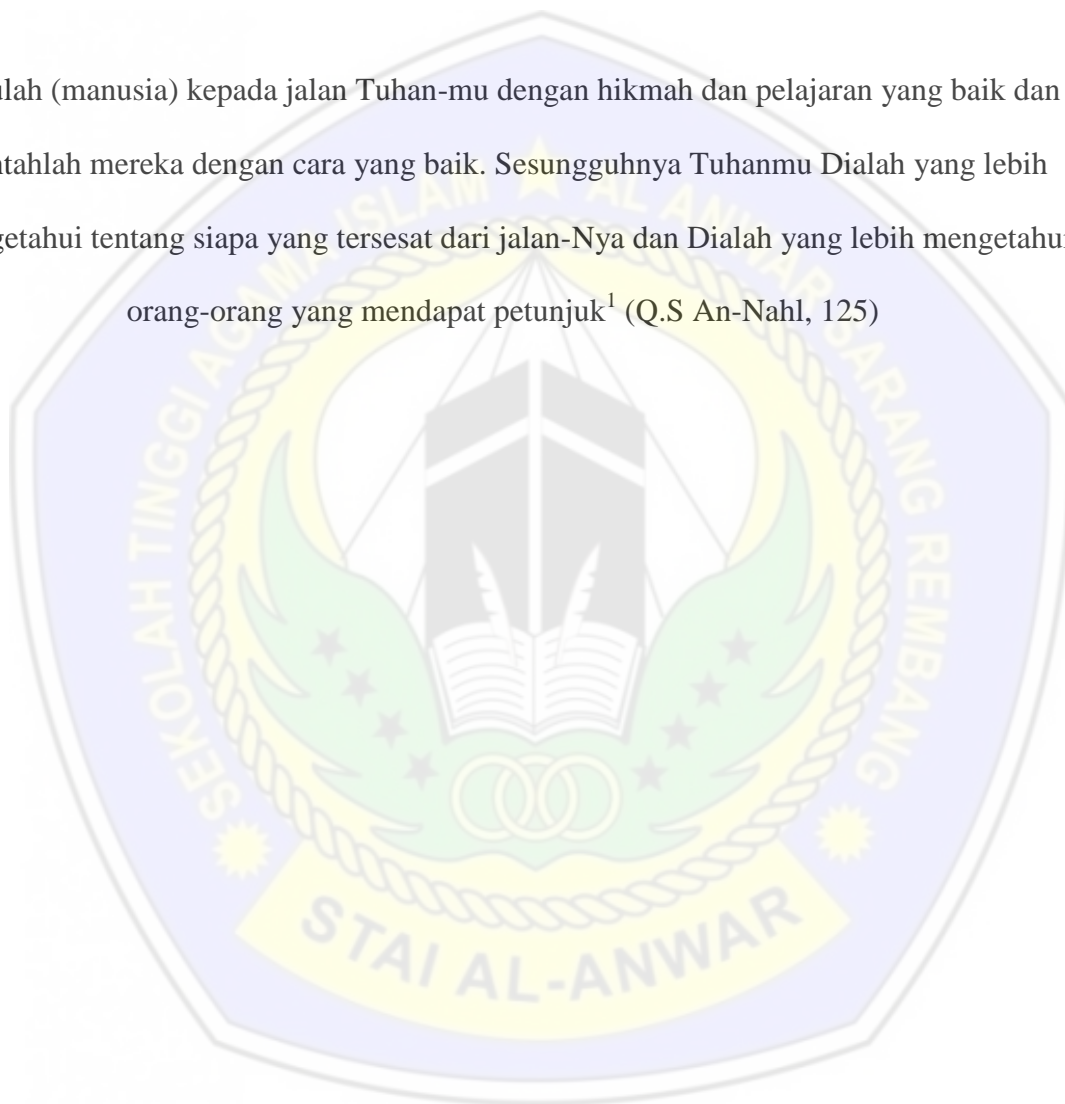 ulah (manusia) kepada jalan Tuhan-mu dengan hikmah dan pelajaran yang baik dan
ntahlah mereka dengan cara yang baik. Sesungguhnya Tuhanmu Dialah yang lebih
getahui tentang siapa yang tersesat dari jalan-Nya dan Dialah yang lebih mengetahui
orang-orang yang mendapat petunjuk¹ (Q.S An-Nahl, 125)
SEKOLAH TINGGI AGAMA ISLAM ★ AL ANWAR SARANG REMBANG
STAI AL-ANWAR